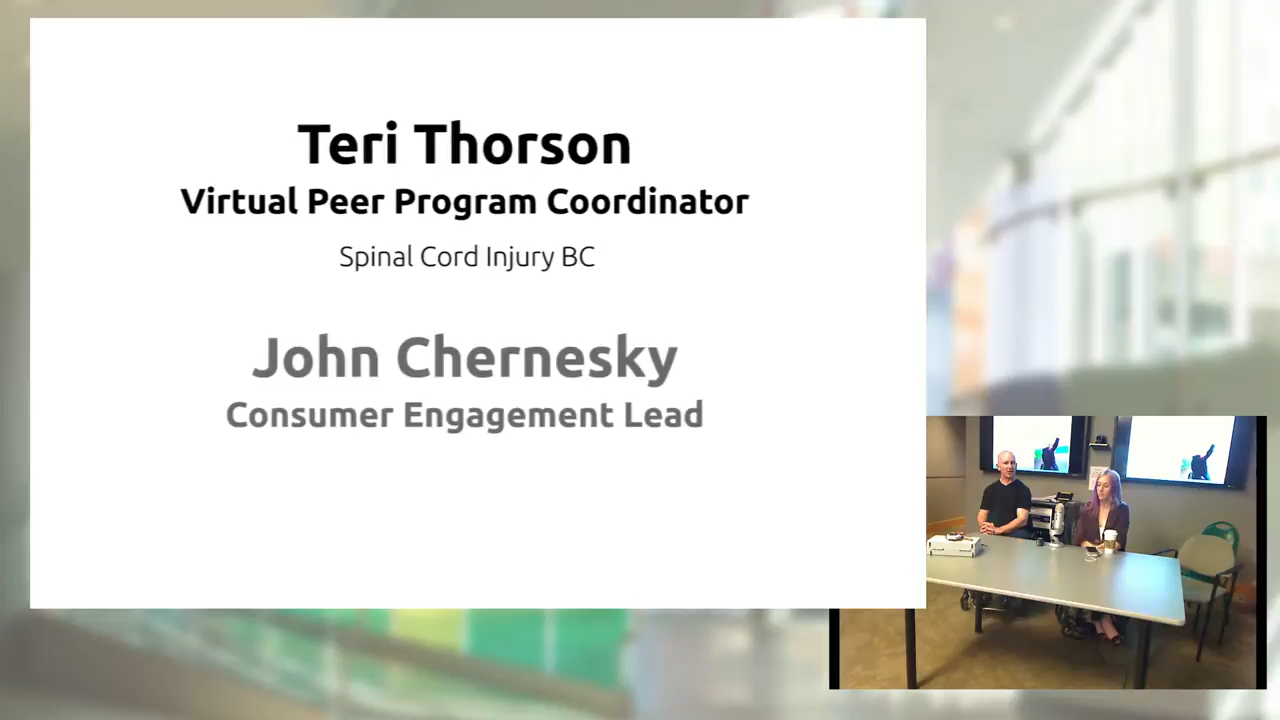 Teri Thorson
Virtual Peer Program Coordinator
Spinal Cord Injury BC
John Chernesky
Consumer Engagement Lead